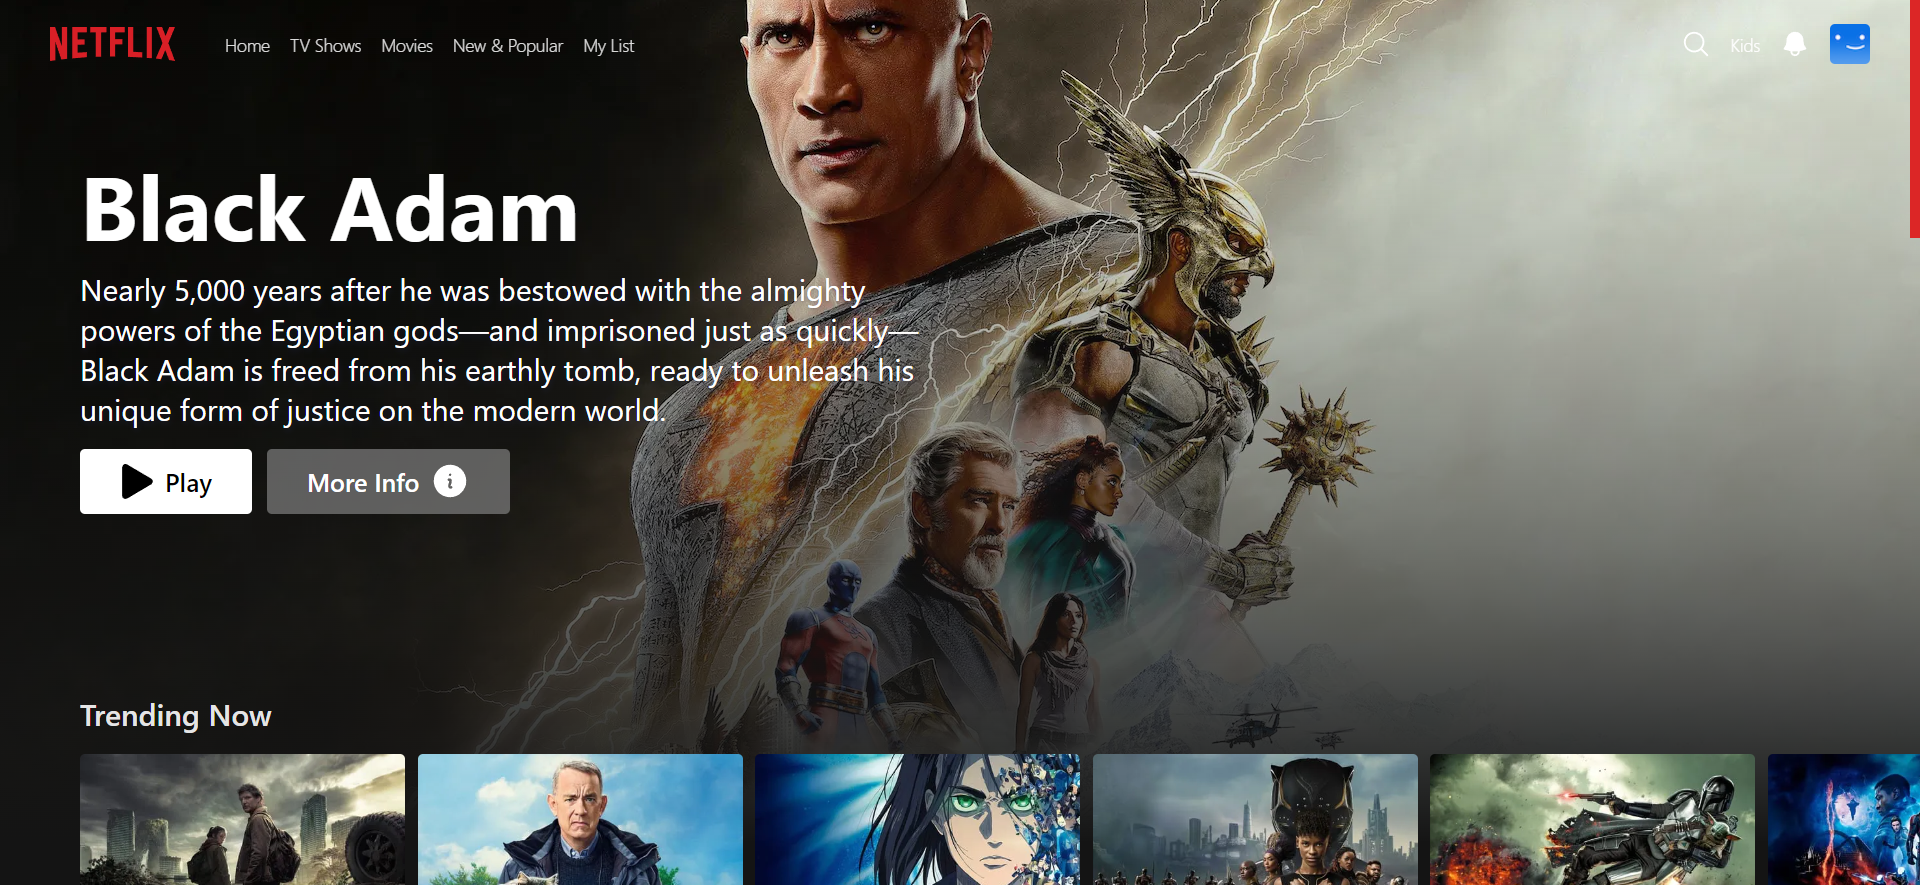 NETFLIX
Home TV Shows Movies New & Popular My List
Kids
Black Adam
Nearly 5,000 years after he was bestowed with the almighty
powers of the Egyptian gods—and imprisoned just as quickly—
Black Adam is freed from his earthly tomb, ready to unleash his
unique form of justice on the modern world.
Play
More Info i
Trending Now